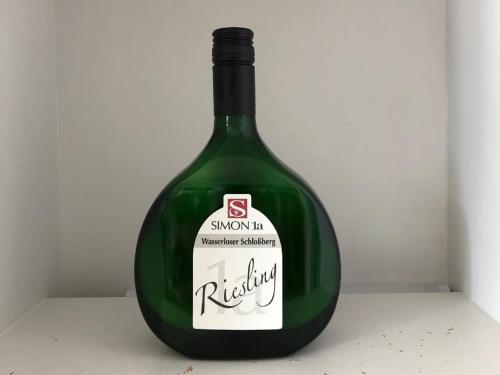 S
SIMON 1a
Wasserloser Schloßberg
1a
Riesling